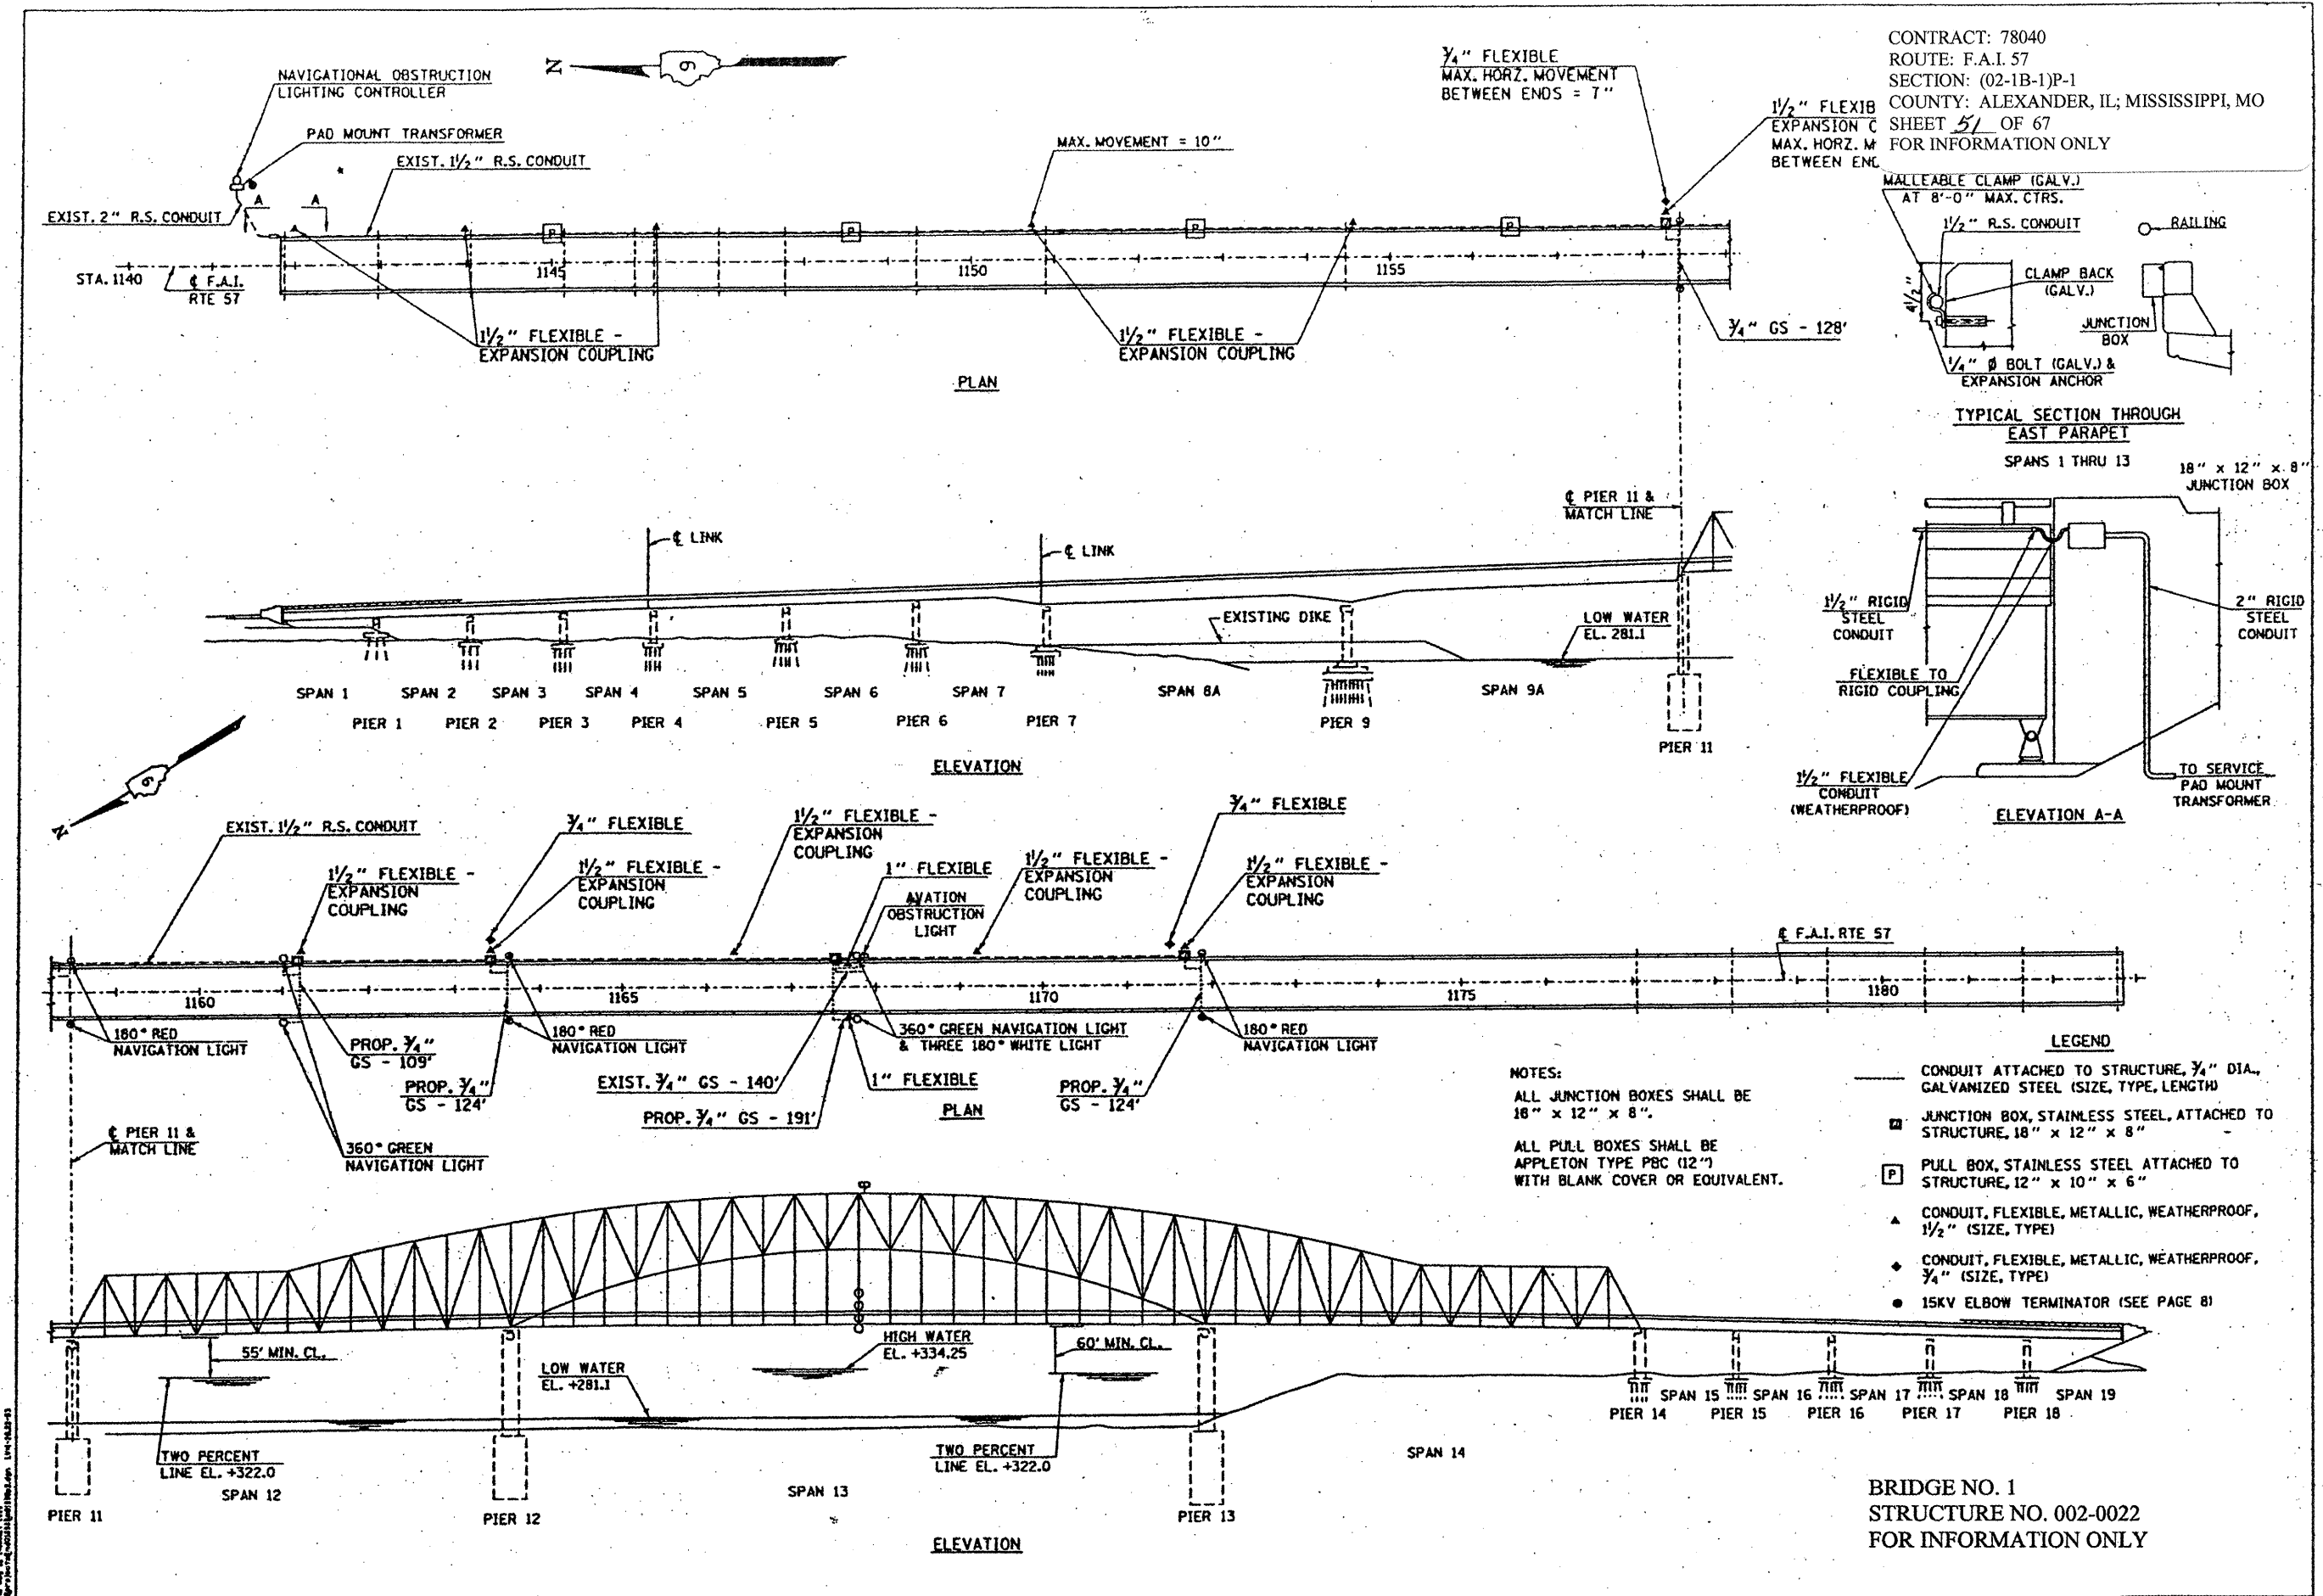 CONTRACT: 78040
ROUTE: F.A.I. 57
SECTION: (02-1B-1)P-1
COUNTY: ALEXANDER, IL; MISSISSIPPI, MO
SHEET 51 OF 67
FOR INFORMATION ONLY
N
6
NAVIGATIONAL OBSTRUCTION
LIGHTING CONTROLLER
PAD MOUNT TRANSFORMER
EXIST. 1½" R.S. CONDUIT
EXIST. 2" R.S. CONDUIT
A
A
MAX. MOVEMENT = 10"
¾" FLEXIBLE
MAX. HORZ. MOVEMENT
BETWEEN ENDS = 7"
1½" FLEXIB
EXPANSION C
MAX. HORZ. M
BETWEEN END
P
P
P
P
STA. 1140
℄ F.A.I.
RTE 57
1145
1150
1155
1½" FLEXIBLE -
EXPANSION COUPLING
1½" FLEXIBLE -
EXPANSION COUPLING
¾" GS - 128'
PLAN
MALLEABLE CLAMP (GALV.)
AT 8'-0" MAX. CTRS.
1½" R.S. CONDUIT
RAILING
CLAMP BACK
(GALV.)
4½"
JUNCTION
BOX
¼" Ø BOLT (GALV.) &
EXPANSION ANCHOR
TYPICAL SECTION THROUGH
EAST PARAPET
SPANS 1 THRU 13
℄ LINK
℄ LINK
℄ PIER 11 &
MATCH LINE
EXISTING DIKE
LOW WATER
EL. 281.1
SPAN 1
SPAN 2
SPAN 3
SPAN 4
SPAN 5
SPAN 6
SPAN 7
SPAN 8A
SPAN 9A
PIER 1
PIER 2
PIER 3
PIER 4
PIER 5
PIER 6
PIER 7
PIER 9
PIER 11
ELEVATION
18" x 12" x 8"
JUNCTION BOX
1½" RIGID
STEEL
CONDUIT
2" RIGID
STEEL
CONDUIT
FLEXIBLE TO
RIGID COUPLING
1½" FLEXIBLE
CONDUIT
(WEATHERPROOF)
TO SERVICE
PAD MOUNT
TRANSFORMER
ELEVATION A-A
N
6
EXIST. 1½" R.S. CONDUIT
1½" FLEXIBLE -
EXPANSION
COUPLING
¾" FLEXIBLE
1½" FLEXIBLE -
EXPANSION
COUPLING
1½" FLEXIBLE -
EXPANSION
COUPLING
1" FLEXIBLE
AVATION
OBSTRUCTION
LIGHT
1½" FLEXIBLE -
EXPANSION
COUPLING
¾" FLEXIBLE
1½" FLEXIBLE -
EXPANSION
COUPLING
℄ F.A.I. RTE 57
1160
1165
1170
1175
1180
180° RED
NAVIGATION LIGHT
PROP. ¾"
GS - 109'
180° RED
NAVIGATION LIGHT
PROP. ¾"
GS - 124'
EXIST. ¾" GS - 140'
PROP. ¾" GS - 191'
360° GREEN NAVIGATION LIGHT
& THREE 180° WHITE LIGHT
1" FLEXIBLE
PROP. ¾"
GS - 124'
180° RED
NAVIGATION LIGHT
℄ PIER 11 &
MATCH LINE
360° GREEN
NAVIGATION LIGHT
PLAN
NOTES:
ALL JUNCTION BOXES SHALL BE
18" x 12" x 8".
ALL PULL BOXES SHALL BE
APPLETON TYPE PBC (12")
WITH BLANK COVER OR EQUIVALENT.
LEGEND
CONDUIT ATTACHED TO STRUCTURE, ¾" DIA.,
GALVANIZED STEEL (SIZE, TYPE, LENGTH)
JUNCTION BOX, STAINLESS STEEL, ATTACHED TO
STRUCTURE, 18" x 12" x 8"
P
PULL BOX, STAINLESS STEEL ATTACHED TO
STRUCTURE, 12" x 10" x 6"
CONDUIT, FLEXIBLE, METALLIC, WEATHERPROOF,
1½" (SIZE, TYPE)
CONDUIT, FLEXIBLE, METALLIC, WEATHERPROOF,
¾" (SIZE, TYPE)
15KV ELBOW TERMINATOR (SEE PAGE 8)
55' MIN. CL.
TWO PERCENT
LINE EL. +322.0
LOW WATER
EL. +281.1
HIGH WATER
EL. +334.25
60' MIN. CL.
TWO PERCENT
LINE EL. +322.0
SPAN 12
SPAN 13
SPAN 14
SPAN 15
SPAN 16
SPAN 17
SPAN 18
SPAN 19
PIER 11
PIER 12
PIER 13
PIER 14
PIER 15
PIER 16
PIER 17
PIER 18
ELEVATION
BRIDGE NO. 1
STRUCTURE NO. 002-0022
FOR INFORMATION ONLY